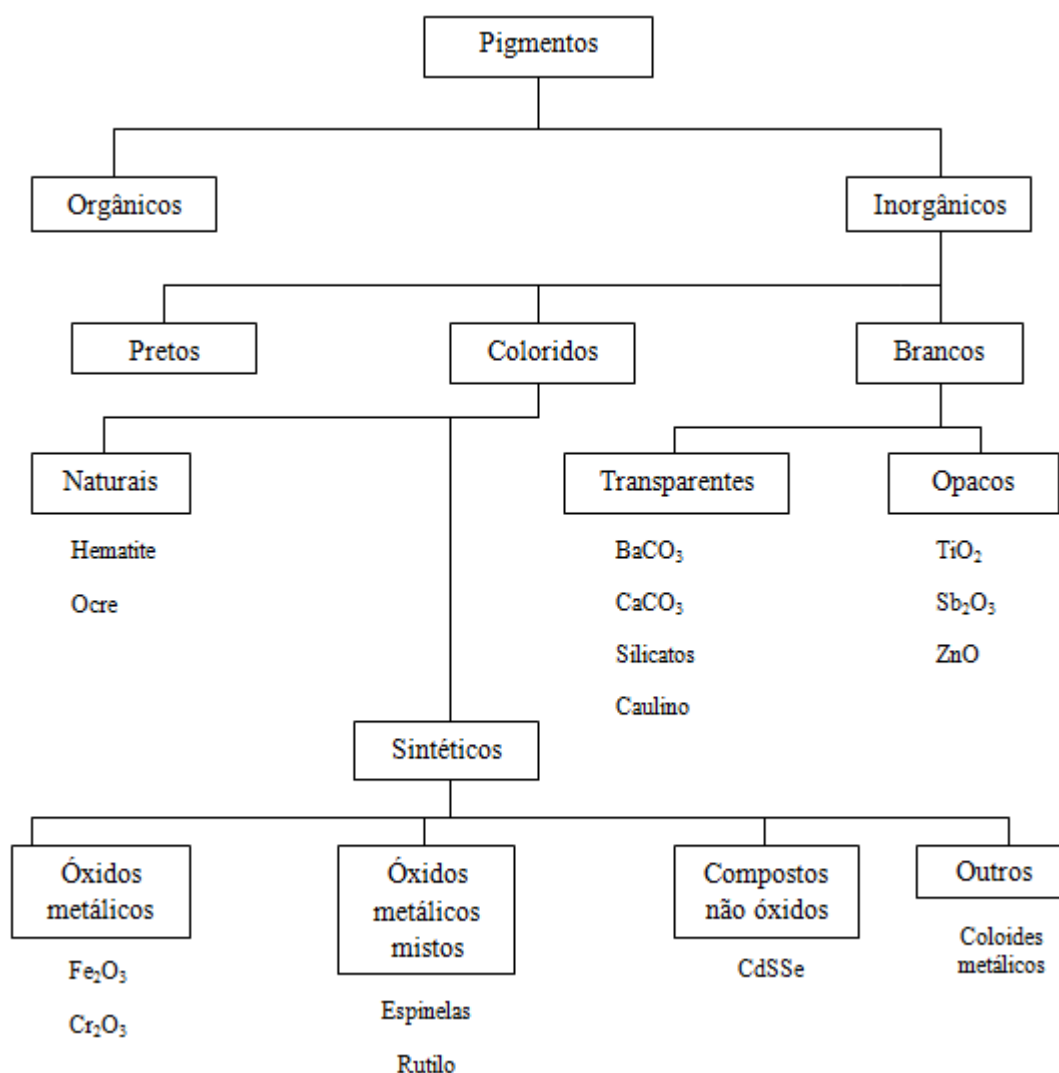 Pigmentos
Orgânicos
Inorgânicos
Pretos
Coloridos
Brancos
Naturais
Hematite
Ocre
Transparentes
BaCO₃
CaCO₃
Silicatos
Caulino
Opacos
TiO₂
Sb₂O₃
ZnO
Sintéticos
Óxidos
metálicos
Fe₂O₃
Cr₂O₃
Óxidos
metálicos
mistos
Espinelas
Rutilo
Compostos
não óxidos
CdSSe
Outros
Coloides
metálicos